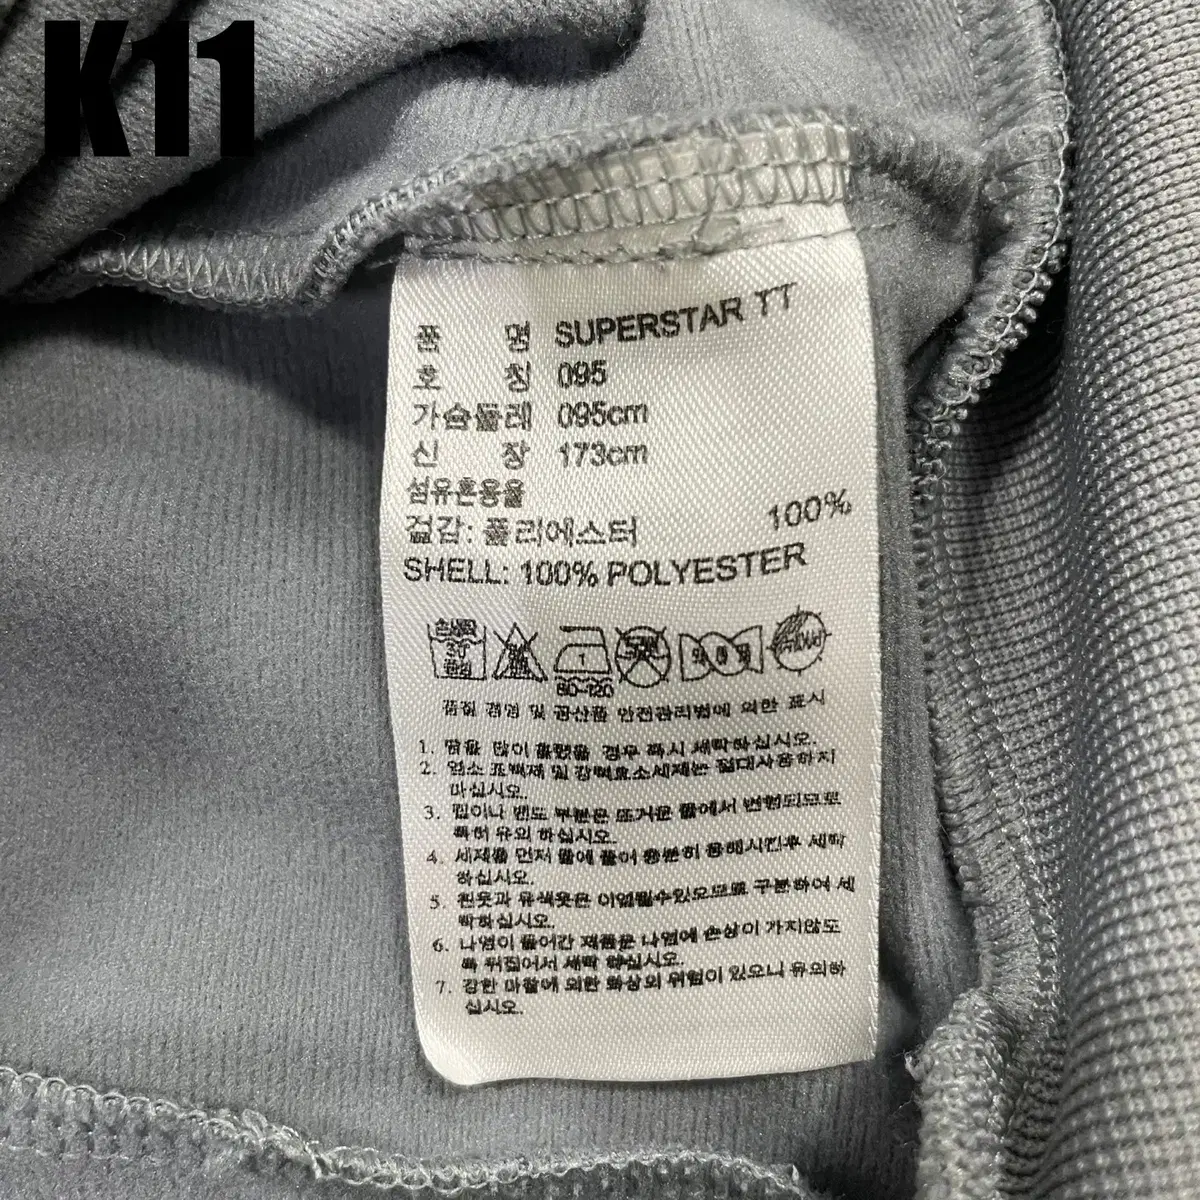 K11
품 명 SUPERSTAR TT
호 칭 095
가슴둘레 095cm
신 장 173cm
섬유혼용율
겉감: 폴리에스터 100%
SHELL: 100% POLYESTER
80-120
품질 경영 및 공산품 안전관리법에 의한 표시
1. 땀을 많이 흘렸을 경우 즉시 세탁하십시오.
2. 염소 표백제 및 강력효소세제는 절대사용하지
마십시오.
3. 힙이나 밴드 부분은 뜨거운 물에서 변형되므로
특히 유의 하십시오.
4. 세제를 먼저 물에 풀어 충분히 용해시킨후 세탁
하십시오.
5. 흰옷과 유색옷은 이염될수있으므로 구분하여 세
탁하십시오.
6. 나염이 들어간 제품은 나염에 손상이 가지않도
록 뒤집어서 세탁 하십시오.
7. 강한 마찰에 의한 화상의 위험이 있으니 유의하
십시오.